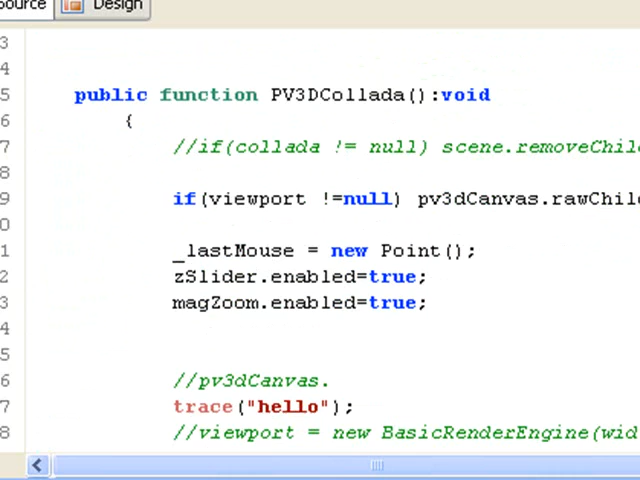 Source Design
3
4
5 public function PV3DCollada():void
6 {
7 //if(collada != null) scene.removeChil
8
9 if(viewport !=null) pv3dCanvas.rawChil
0
1 _lastMouse = new Point();
2 zSlider.enabled=true;
3 magZoom.enabled=true;
4
5
6 //pv3dCanvas.
7 trace("hello");
8 //viewport = new BasicRenderEngine(wid